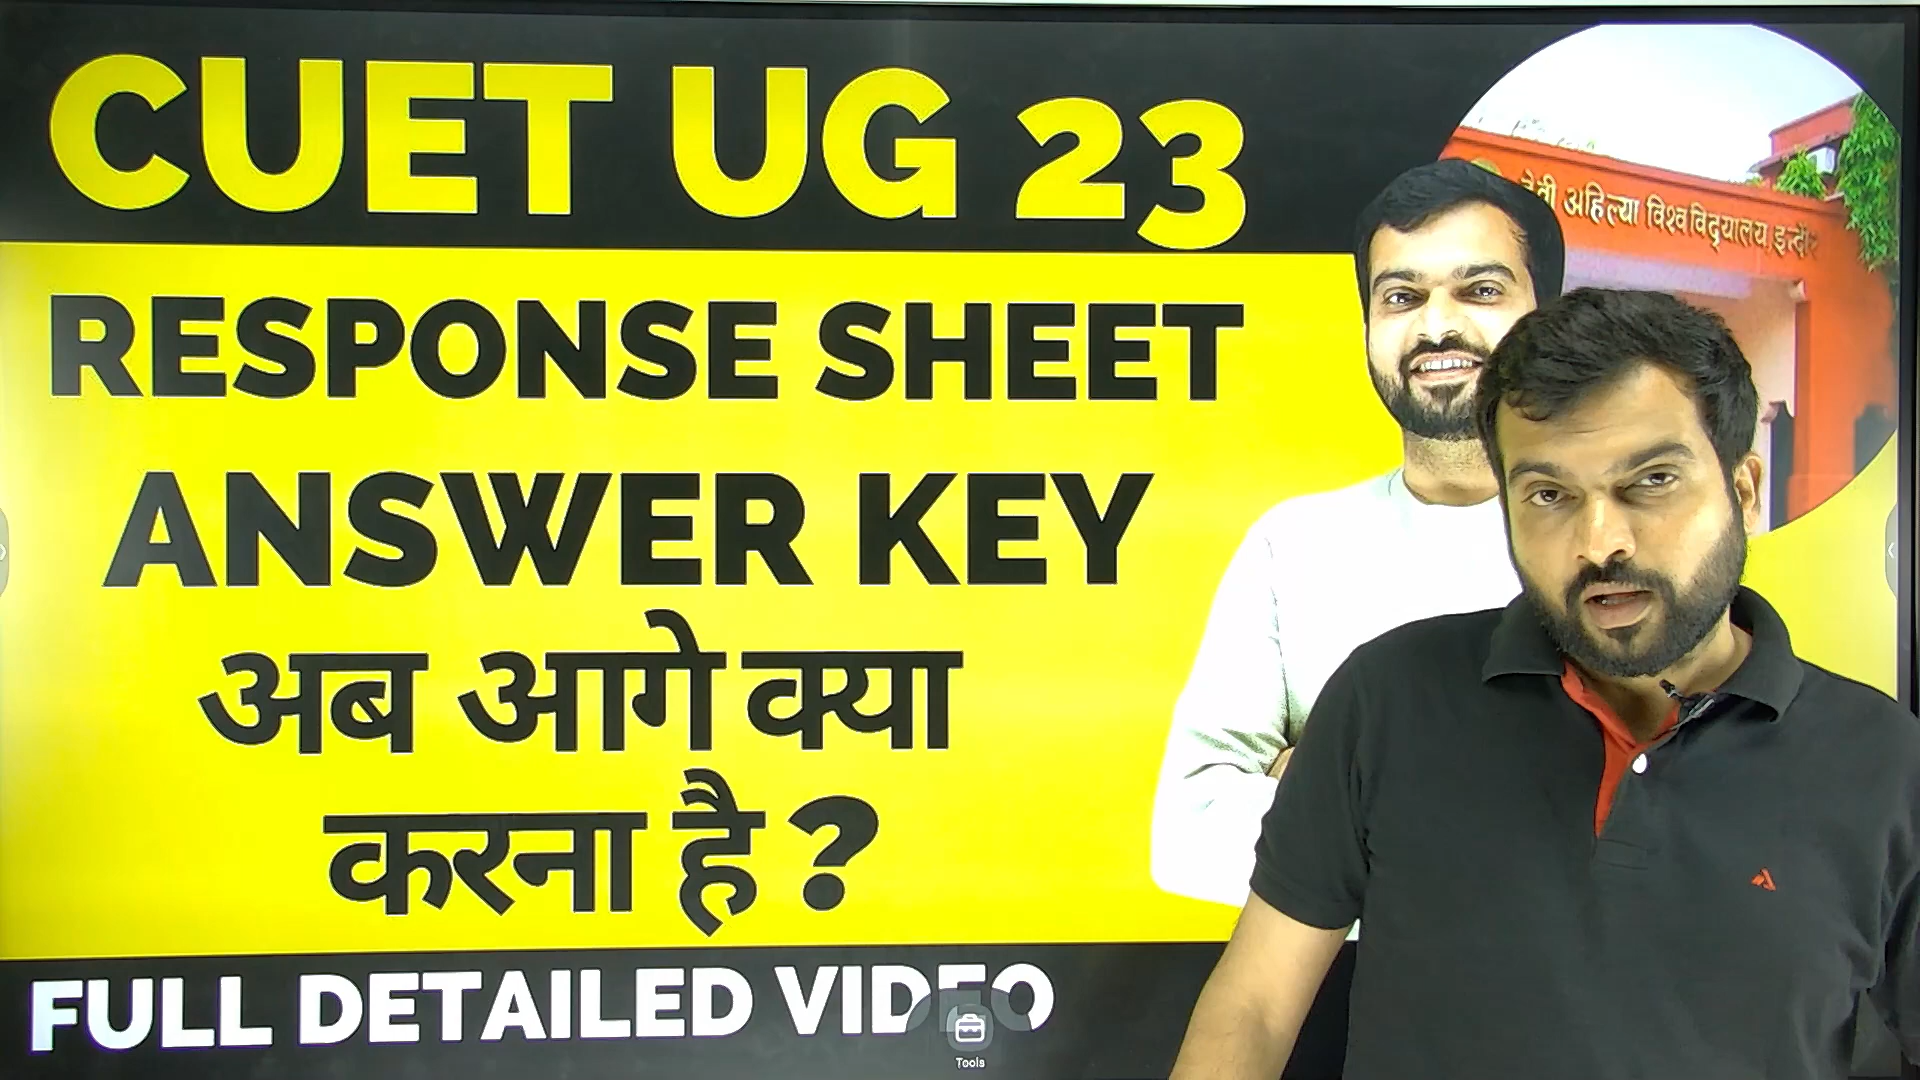 CUET UG 23
देवी अहिल्या विश्वविद्यालय इन्दौर
RESPONSE SHEET
ANSWER KEY
अब आगे क्या
करना है ?
FULL DETAILED VIDEO
Tools